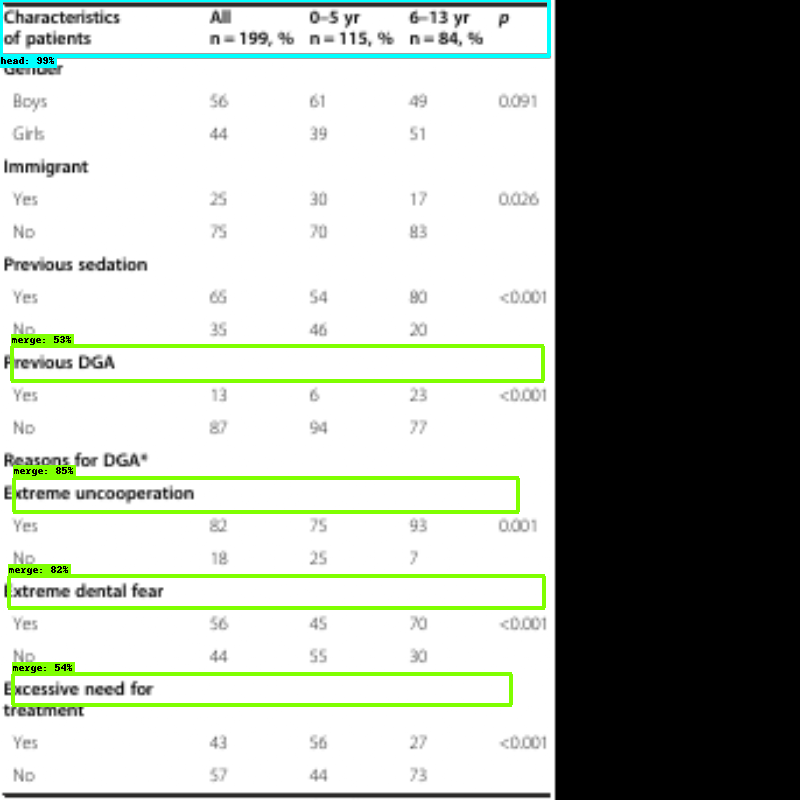 Characteristics All 0–5 yr 6–13 yr p
of patients n = 199, % n = 115, % n = 84, %
head: 99%
Gender
Boys 56 61 49 0.091
Girls 44 39 51
Immigrant
Yes 25 30 17 0.026
No 75 70 83
Previous sedation
Yes 65 54 80 <0.001
No 35 46 20
merge: 53%
Previous DGA
Yes 13 6 23 <0.001
No 87 94 77
Reasons for DGA*
merge: 85%
Extreme uncooperation
Yes 82 75 93 0.001
No 18 25 7
merge: 82%
Extreme dental fear
Yes 56 45 70 <0.001
No 44 55 30
merge: 54%
Excessive need for
treatment
Yes 43 56 27 <0.001
No 57 44 73